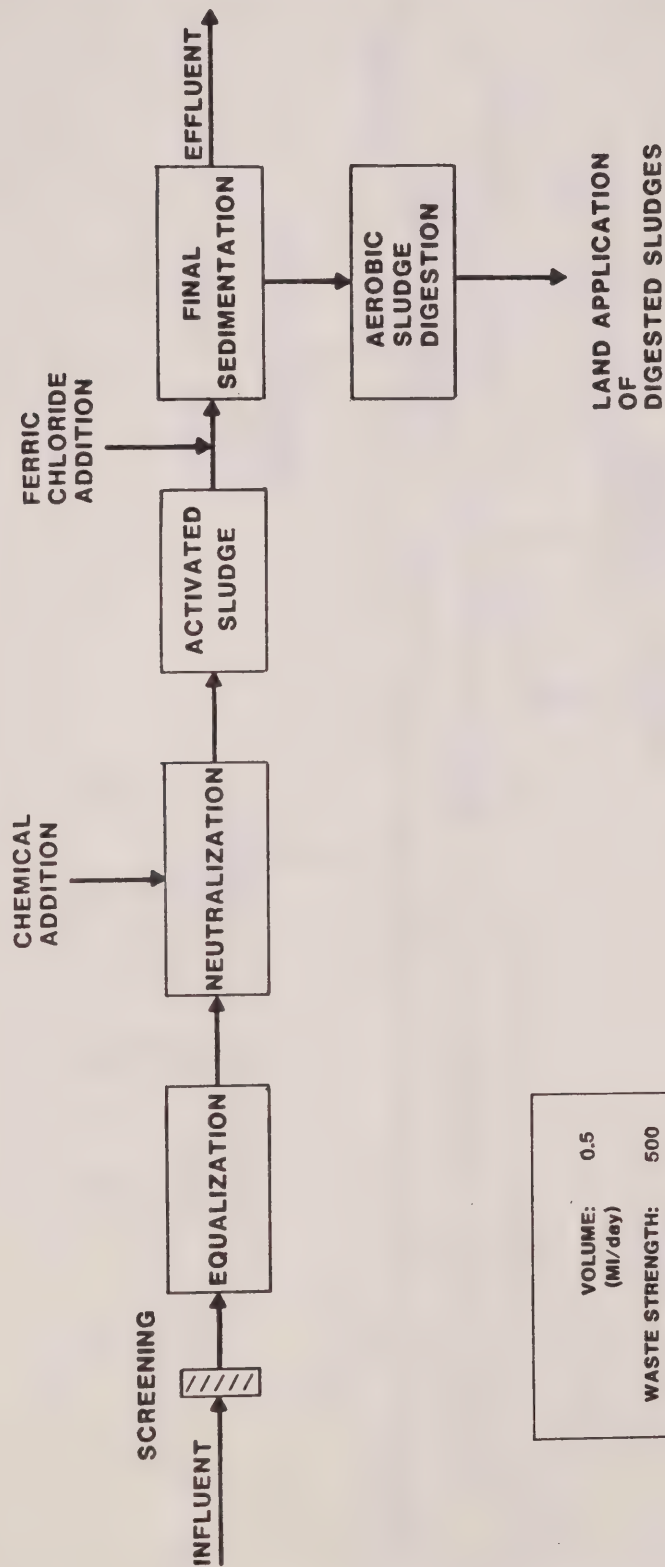 INFLUENT
SCREENING
EQUALIZATION
CHEMICAL
ADDITION
NEUTRALIZATION
ACTIVATED
SLUDGE
FERRIC
CHLORIDE
ADDITION
FINAL
SEDIMENTATION
EFFLUENT
AEROBIC
SLUDGE
DIGESTION
LAND APPLICATION
OF
DIGESTED SLUDGES
VOLUME: 0.5
(Ml/day)
WASTE STRENGTH: 500